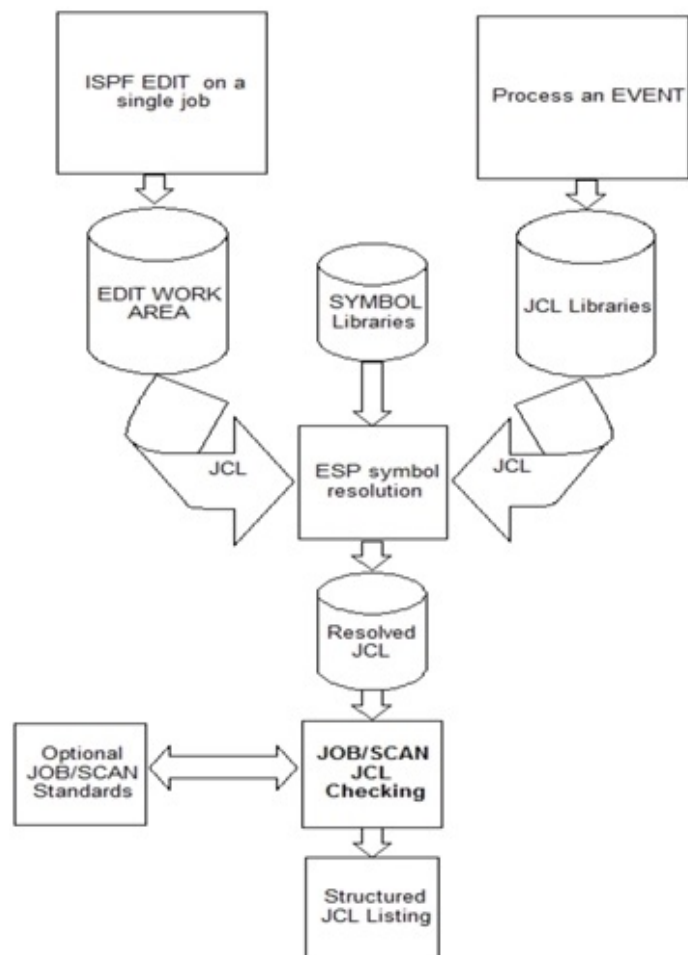 ISPF EDIT on a
single job
Process an EVENT
EDIT WORK
AREA
SYMBOL
Libraries
JCL Libraries
JCL
ESP symbol
resolution
JCL
Resolved
JCL
Optional
JOB/SCAN
Standards
JOB/SCAN
JCL
Checking
Structured
JCL Listing